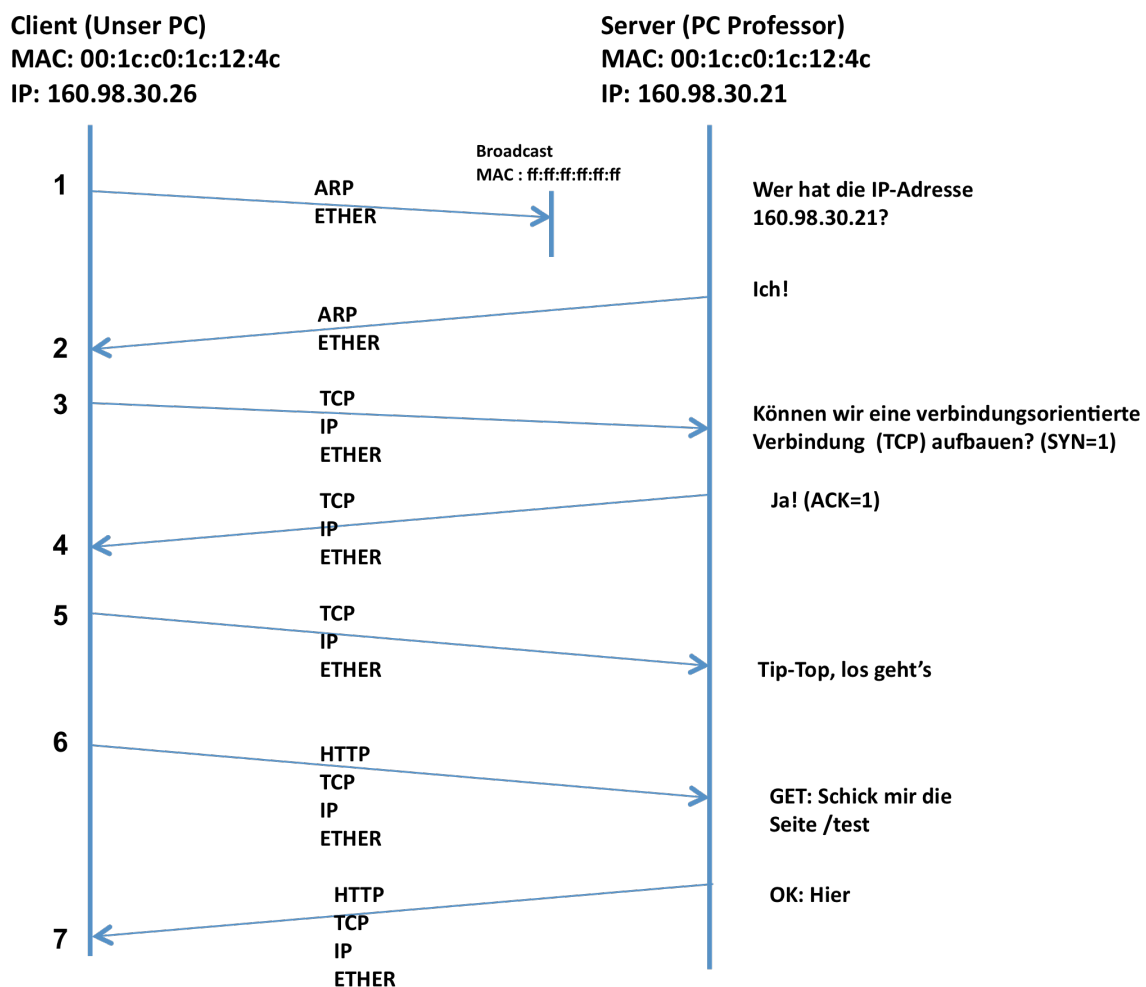 Client (Unser PC)
MAC: 00:1c:c0:1c:12:4c
IP: 160.98.30.26
Server (PC Professor)
MAC: 00:1c:c0:1c:12:4c
IP: 160.98.30.21
Broadcast
MAC : ff:ff:ff:ff:ff:ff
1
ARP
ETHER
Wer hat die IP-Adresse
160.98.30.21?
Ich!
ARP
ETHER
2
3
TCP
IP
ETHER
Können wir eine verbindungsorientierte
Verbindung (TCP) aufbauen? (SYN=1)
TCP
IP
ETHER
Ja! (ACK=1)
4
5
TCP
IP
ETHER
Tip-Top, los geht's
6
HTTP
TCP
IP
ETHER
GET: Schick mir die
Seite /test
HTTP
TCP
IP
ETHER
OK: Hier
7